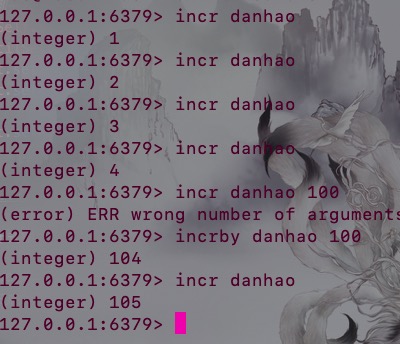 127.0.0.1:6379> incr danhao
(integer) 1
127.0.0.1:6379> incr danhao
(integer) 2
127.0.0.1:6379> incr danhao
(integer) 3
127.0.0.1:6379> incr danhao
(integer) 4
127.0.0.1:6379> incr danhao 100
(error) ERR wrong number of arguments
127.0.0.1:6379> incrby danhao 100
(integer) 104
127.0.0.1:6379> incr danhao
(integer) 105
127.0.0.1:6379>